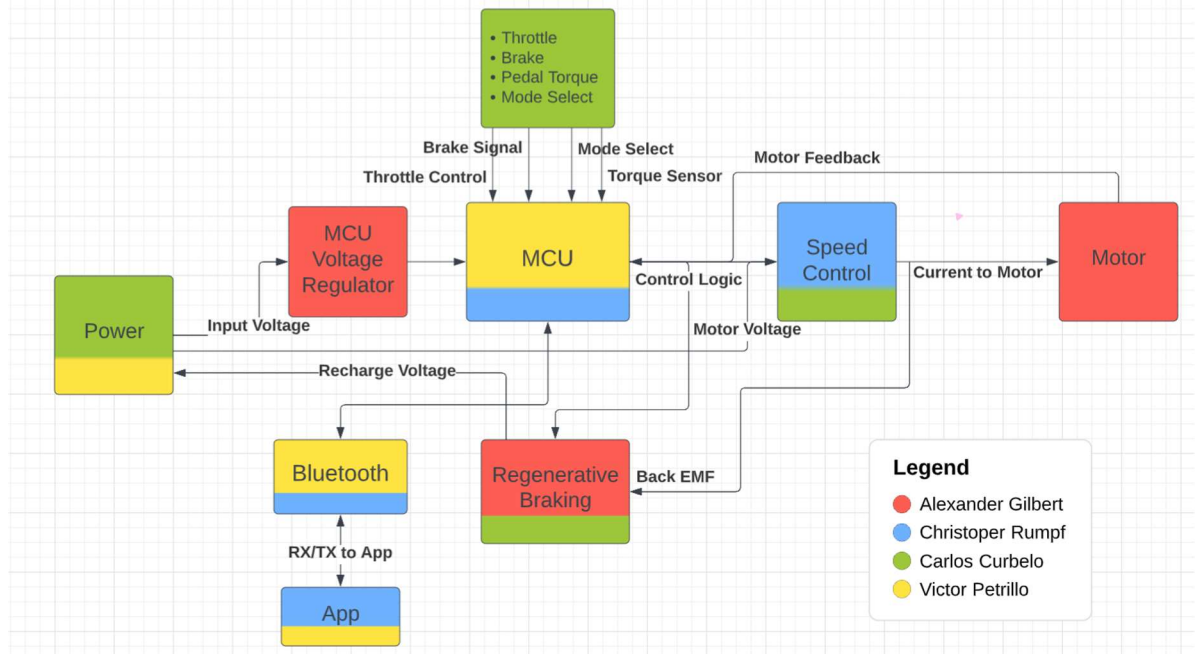 • Throttle
• Brake
• Pedal Torque
• Mode Select
Brake Signal
Mode Select
Throttle Control
Torque Sensor
Motor Feedback
MCU
Voltage
Regulator
MCU
Speed
Control
Motor
Control Logic
Current to Motor
Power
Input Voltage
Motor Voltage
Recharge Voltage
Bluetooth
Regenerative
Braking
Back EMF
RX/TX to App
App
Legend
Alexander Gilbert
Christoper Rumpf
Carlos Curbelo
Victor Petrillo